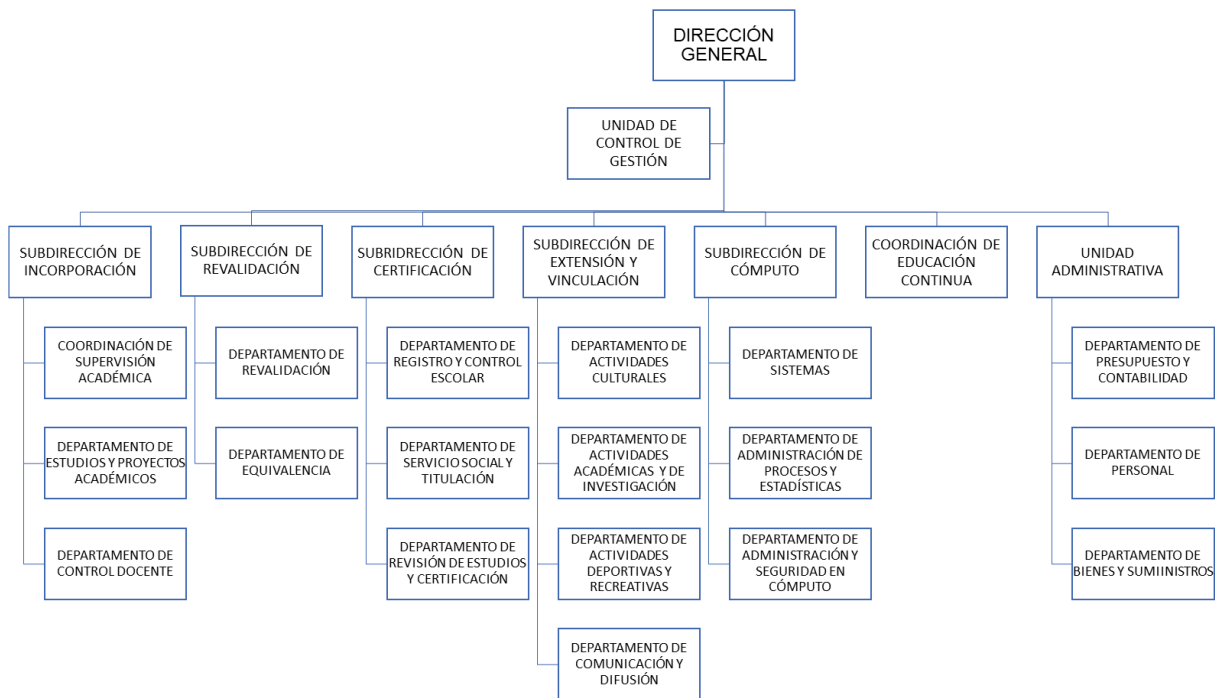 DIRECCIÓN
GENERAL
UNIDAD DE
CONTROL DE
GESTIÓN
SUBDIRECCIÓN DE
INCORPORACIÓN
SUBDIRECCIÓN DE
REVALIDACIÓN
SUBRIDRECCIÓN
DE CERTIFICACIÓN
SUBDIRECCIÓN DE
EXTENSIÓN Y
VINCULACIÓN
SUBDIRECCIÓN DE
CÓMPUTO
COORDINACIÓN DE
EDUCACIÓN
CONTINUA
UNIDAD
ADMINISTRATIVA
COORDINACIÓN DE
SUPERVISIÓN
ACADÉMICA
DEPARTAMENTO DE
REVALIDACIÓN
DEPARTAMENTO DE
REGISTRO Y CONTROL
ESCOLAR
DEPARTAMENTO DE
ACTIVIDADES
CULTURALES
DEPARTAMENTO DE
SISTEMAS
DEPARTAMENTO DE
PRESUPUESTO Y
CONTABILIDAD
DEPARTAMENTO DE
ESTUDIOS Y PROYECTOS
ACADÉMICOS
DEPARTAMENTO DE
EQUIVALENCIA
DEPARTAMENTO DE
SERVICIO SOCIAL Y
TITULACIÓN
DEPARTAMENTO DE
ACTIVIDADES
ACADÉMICAS Y DE
INVESTIGACIÓN
DEPARTAMENTO DE
ADMINISTRACIÓN DE
PROCESOS Y
ESTADÍSTICAS
DEPARTAMENTO DE
PERSONAL
DEPARTAMENTO DE
CONTROL DOCENTE
DEPARTAMENTO DE
REVISIÓN DE ESTUDIOS
Y CERTIFICACIÓN
DEPARTAMENTO DE
ACTIVIDADES
DEPORTIVAS Y
RECREATIVAS
DEPARTAMENTO DE
ADMINISTRACIÓN Y
SEGURIDAD EN
CÓMPUTO
DEPARTAMENTO DE
BIENES Y SUMIINISTROS
DEPARTAMENTO DE
COMUNICACIÓN Y
DIFUSIÓN